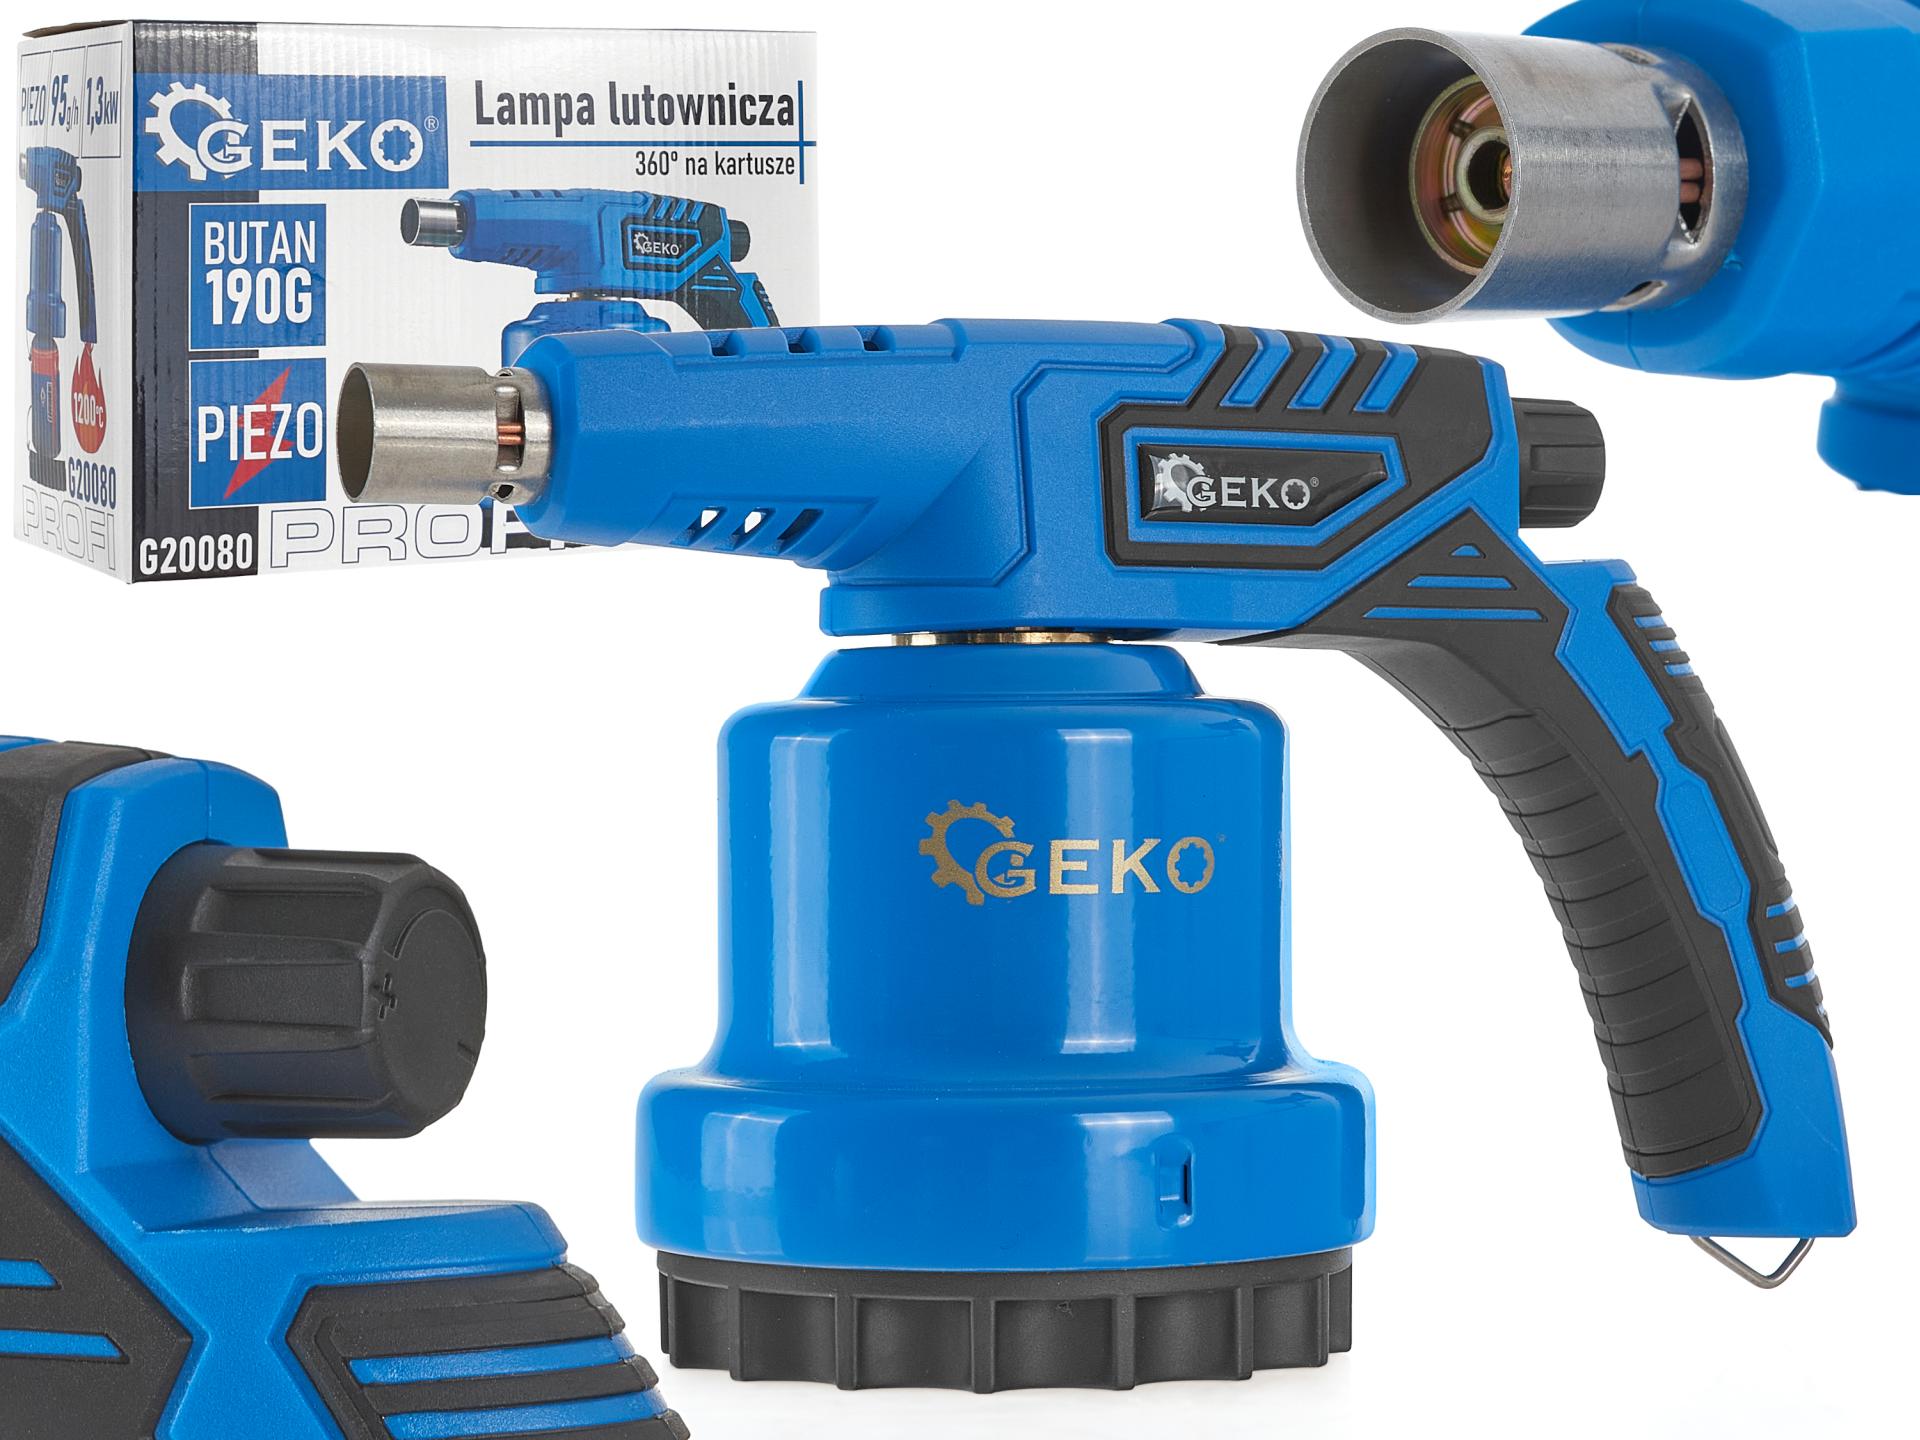 PIEZO 95g/h 1,3kW
GEKO®
Lampa lutownicza
360° na kartusze
BUTAN
190G
GEKO
PIEZO
1200°C
G20080
PROFI
G20080
PROFI
GEKO®
GEKO
+